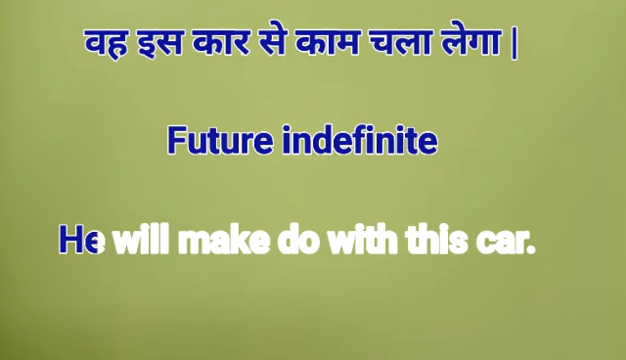 वह इस कार से काम चला लेगा |
Future indefinite
He will make do with this car.